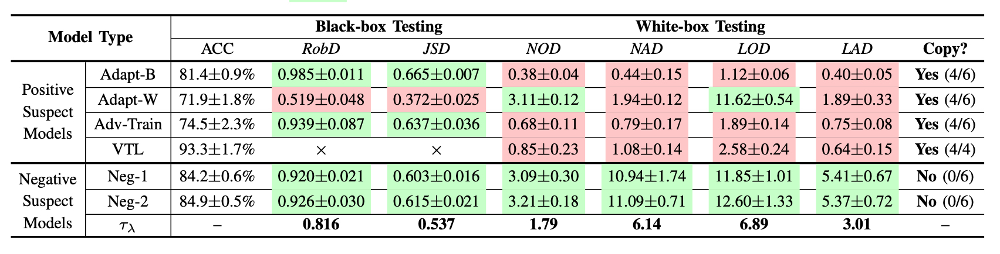 Model Type Black-box Testing White-box Testing
ACC RobD JSD NOD NAD LOD LAD Copy?
Positive Suspect Models
Adapt-B 81.4±0.9% 0.985±0.011 0.665±0.007 0.38±0.04 0.44±0.15 1.12±0.06 0.40±0.05 Yes (4/6)
Adapt-W 71.9±1.8% 0.519±0.048 0.372±0.025 3.11±0.12 1.94±0.12 11.62±0.54 1.89±0.33 Yes (4/6)
Adv-Train 74.5±2.3% 0.939±0.087 0.637±0.036 0.68±0.11 0.79±0.17 1.89±0.14 0.75±0.08 Yes (4/6)
VTL 93.3±1.7% × × 0.85±0.23 1.08±0.14 2.58±0.24 0.64±0.15 Yes (4/4)
Negative Suspect Models
Neg-1 84.2±0.6% 0.920±0.021 0.603±0.016 3.09±0.30 10.94±1.74 11.85±1.01 5.41±0.67 No (0/6)
Neg-2 84.9±0.5% 0.926±0.030 0.615±0.021 3.21±0.18 11.09±0.71 12.60±1.33 5.37±0.72 No (0/6)
τλ – 0.816 0.537 1.79 6.14 6.89 3.01 –